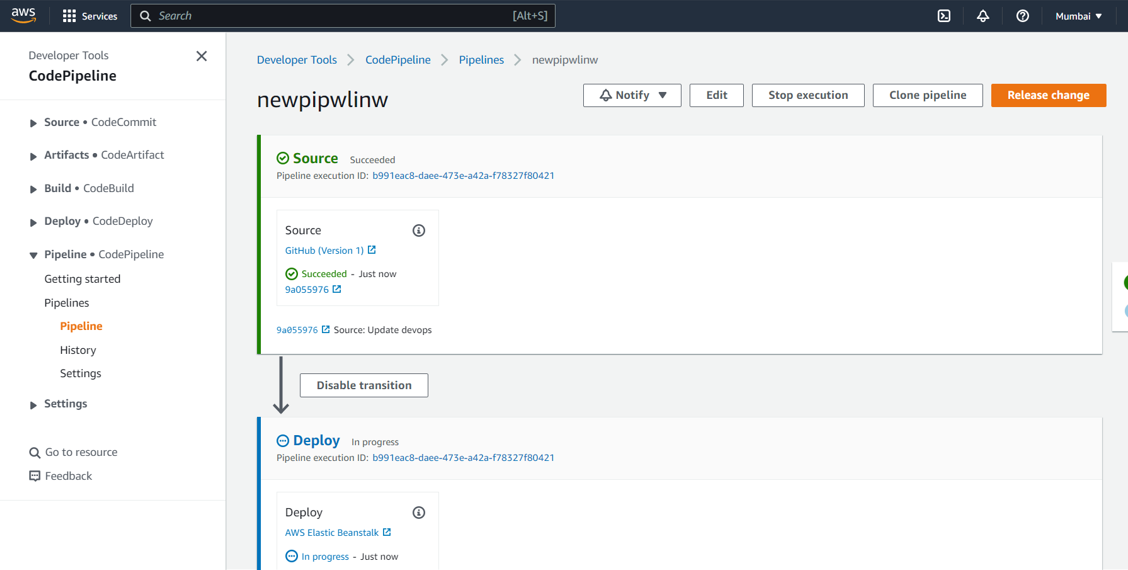 aws Services Search [Alt+S] Mumbai
Developer Tools
CodePipeline
Source • CodeCommit
Artifacts • CodeArtifact
Build • CodeBuild
Deploy • CodeDeploy
Pipeline • CodePipeline
Getting started
Pipelines
Pipeline
History
Settings
Settings
Go to resource
Feedback
Developer Tools CodePipeline Pipelines newpipwlinw
newpipwlinw
Notify Edit Stop execution Clone pipeline Release change
Source Succeeded
Pipeline execution ID: b991eac8-daee-473e-a42a-f78327f80421
Source
GitHub (Version 1)
Succeeded - Just now
9a055976
9a055976 Source: Update devops
Disable transition
Deploy In progress
Pipeline execution ID: b991eac8-daee-473e-a42a-f78327f80421
Deploy
AWS Elastic Beanstalk
In progress - Just now